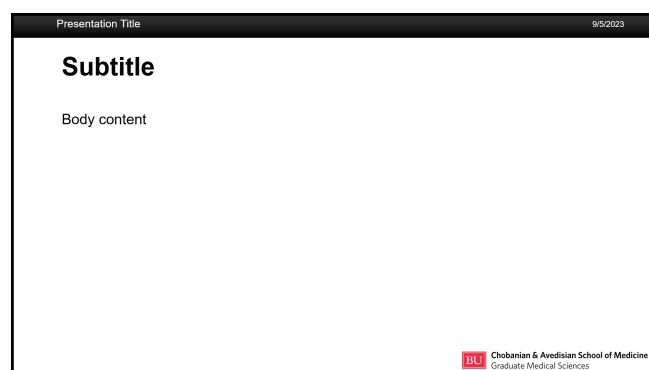 Presentation Title 9/5/2023
Subtitle
Body content
BU Chobanian & Avedisian School of Medicine
Graduate Medical Sciences